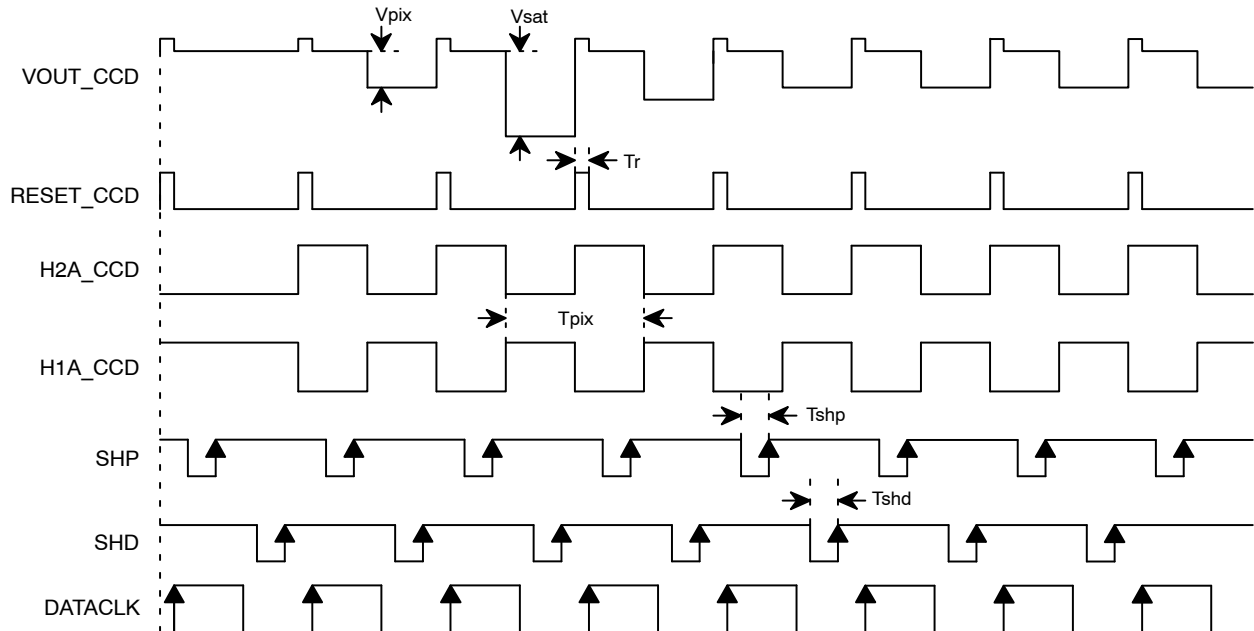 Vpix
Vsat
VOUT_CCD
Tr
RESET_CCD
H2A_CCD
Tpix
H1A_CCD
Tshp
SHP
Tshd
SHD
DATACLK